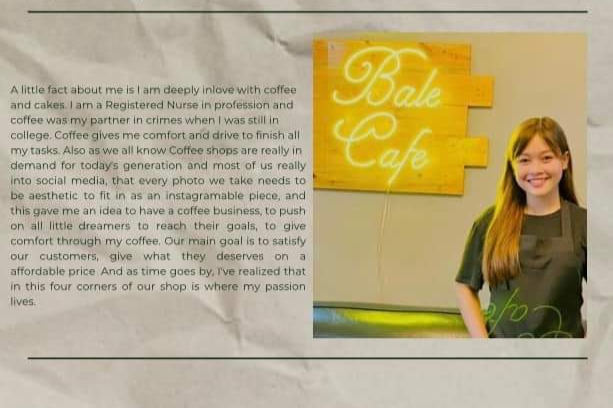 A little fact about me is I am deeply inlove with coffee
and cakes. I am a Registered Nurse in profession and
coffee was my partner in crimes when I was still in
college. Coffee gives me comfort and drive to finish all
my tasks. Also as we all know Coffee shops are really in
demand for today's generation and most of us really
into social media, that every photo we take needs to
be aesthetic to fit in as an instagramable piece, and
this gave me an idea to have a coffee business, to push
on all little dreamers to reach their goals, to give
comfort through my coffee. Our main goal is to satisfy
our customers, give what they deserves on a
affordable price And as time goes by, I've realized that
in this four corners of our shop is where my passion
lives.
Bale
Cafe